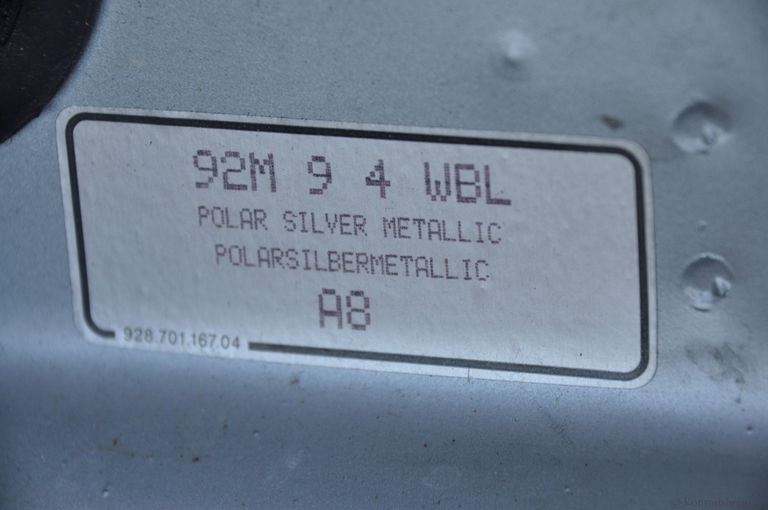 92M 9 4 WBL
POLAR SILVER METALLIC
POLARSILBERMETALLIC
A8
928.701.167.04